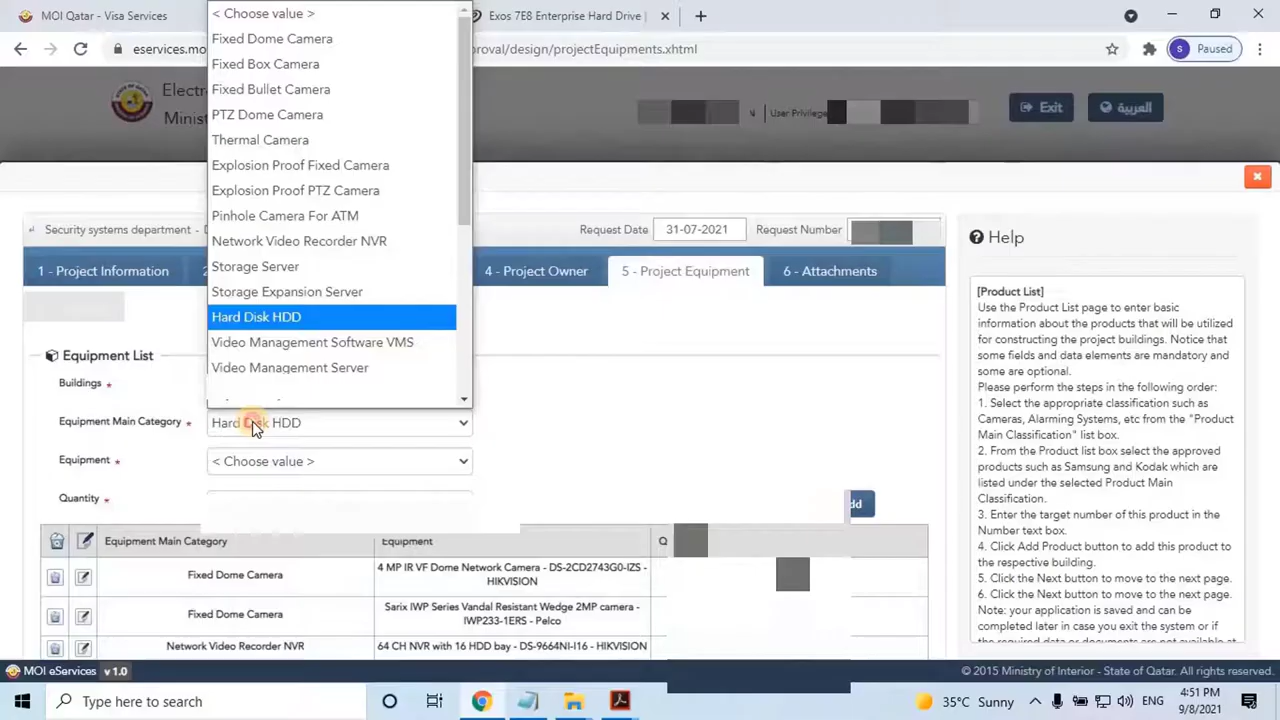 MOI Qatar - Visa Services
Exos 7E8 Enterprise Hard Drive |
eservices.mo
proval/design/projectEquipments.xhtml
S Paused
Elect
Minist
User Privilege
Exit
العربية
< Choose value >
Fixed Dome Camera
Fixed Box Camera
Fixed Bullet Camera
PTZ Dome Camera
Thermal Camera
Explosion Proof Fixed Camera
Explosion Proof PTZ Camera
Pinhole Camera For ATM
Network Video Recorder NVR
Storage Server
Storage Expansion Server
Hard Disk HDD
Video Management Software VMS
Video Management Server
Security systems department - D
Request Date 31-07-2021 Request Number
1 - Project Information
2
4 - Project Owner
5 - Project Equipment
6 - Attachments
Equipment List
Buildings *
Equipment Main Category * Hard Disk HDD
Equipment * < Choose value >
Quantity *
dd
Equipment Main Category Equipment Q
Fixed Dome Camera 4 MP IR VF Dome Network Camera - DS-2CD2743G0-IZS -
HIKVISION
Fixed Dome Camera Sarix IWP Series Vandal Resistant Wedge 2MP camera -
IWP233-1ERS - Pelco
Network Video Recorder NVR 64 CH NVR with 16 HDD bay - DS-9664NI-I16 - HIKVISION
Help
[Product List]
Use the Product List page to enter basic
information about the products that will be utilized
for constructing the project buildings. Notice that
some fields and data elements are mandatory and
some are optional.
Please perform the steps in the following order:
1. Select the appropriate classification such as
Cameras, Alarming Systems, etc from the "Product
Main Classification" list box.
2. From the Product list box select the approved
products such as Samsung and Kodak which are
listed under the selected Product Main
Classification.
3. Enter the target number of this product in the
Number text box.
4. Click Add Product button to add this product to
the respective building.
5. Click the Next button to move to the next page.
6. Click the Next button to move to the next page.
Note: your application is saved and can be
completed later in case you exit the system or if
the required data or documents are not available at
MOI eServices v 1.0
© 2015 Ministry of Interior - State of Qatar. All rights reserved.
Type here to search
35°C Sunny
ENG
4:51 PM
9/8/2021